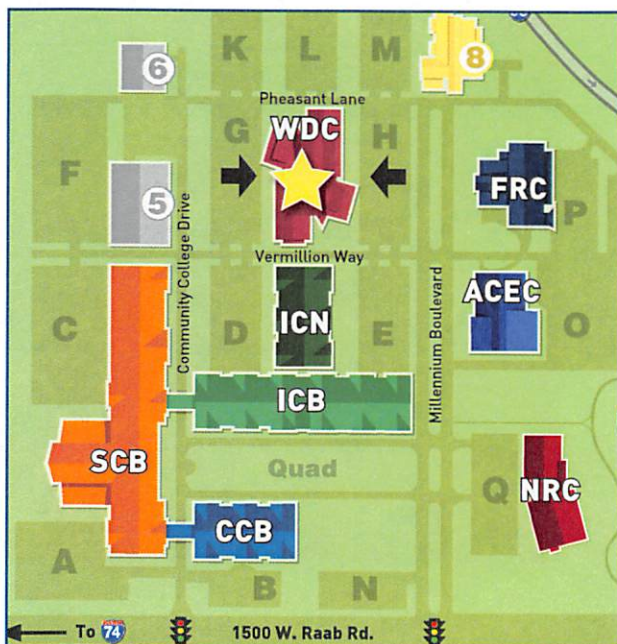 K L M
6 8
Pheasant Lane
WDC
G H
F FRC
5 P
Community College Drive
Vermillion Way
ACEC
C ICN O
D E
Millennium Boulevard
ICB
SCB Quad
Q NRC
CCB
A
B N
To 74 1500 W. Raab Rd.